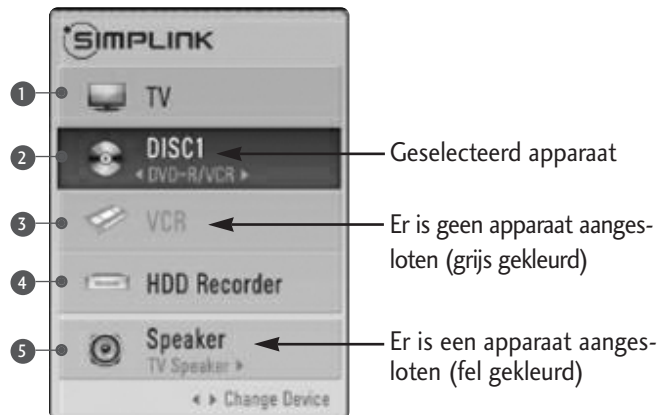 SIMPLINK
1 TV
2 DISC1
◄ DVD-R/VCR ►
Geselecteerd apparaat
3 VCR
Er is geen apparaat aanges-
loten (grijs gekleurd)
4 HDD Recorder
5 Speaker
TV Speaker ►
Er is een apparaat aanges-
loten (fel gekleurd)
◄ ► Change Device